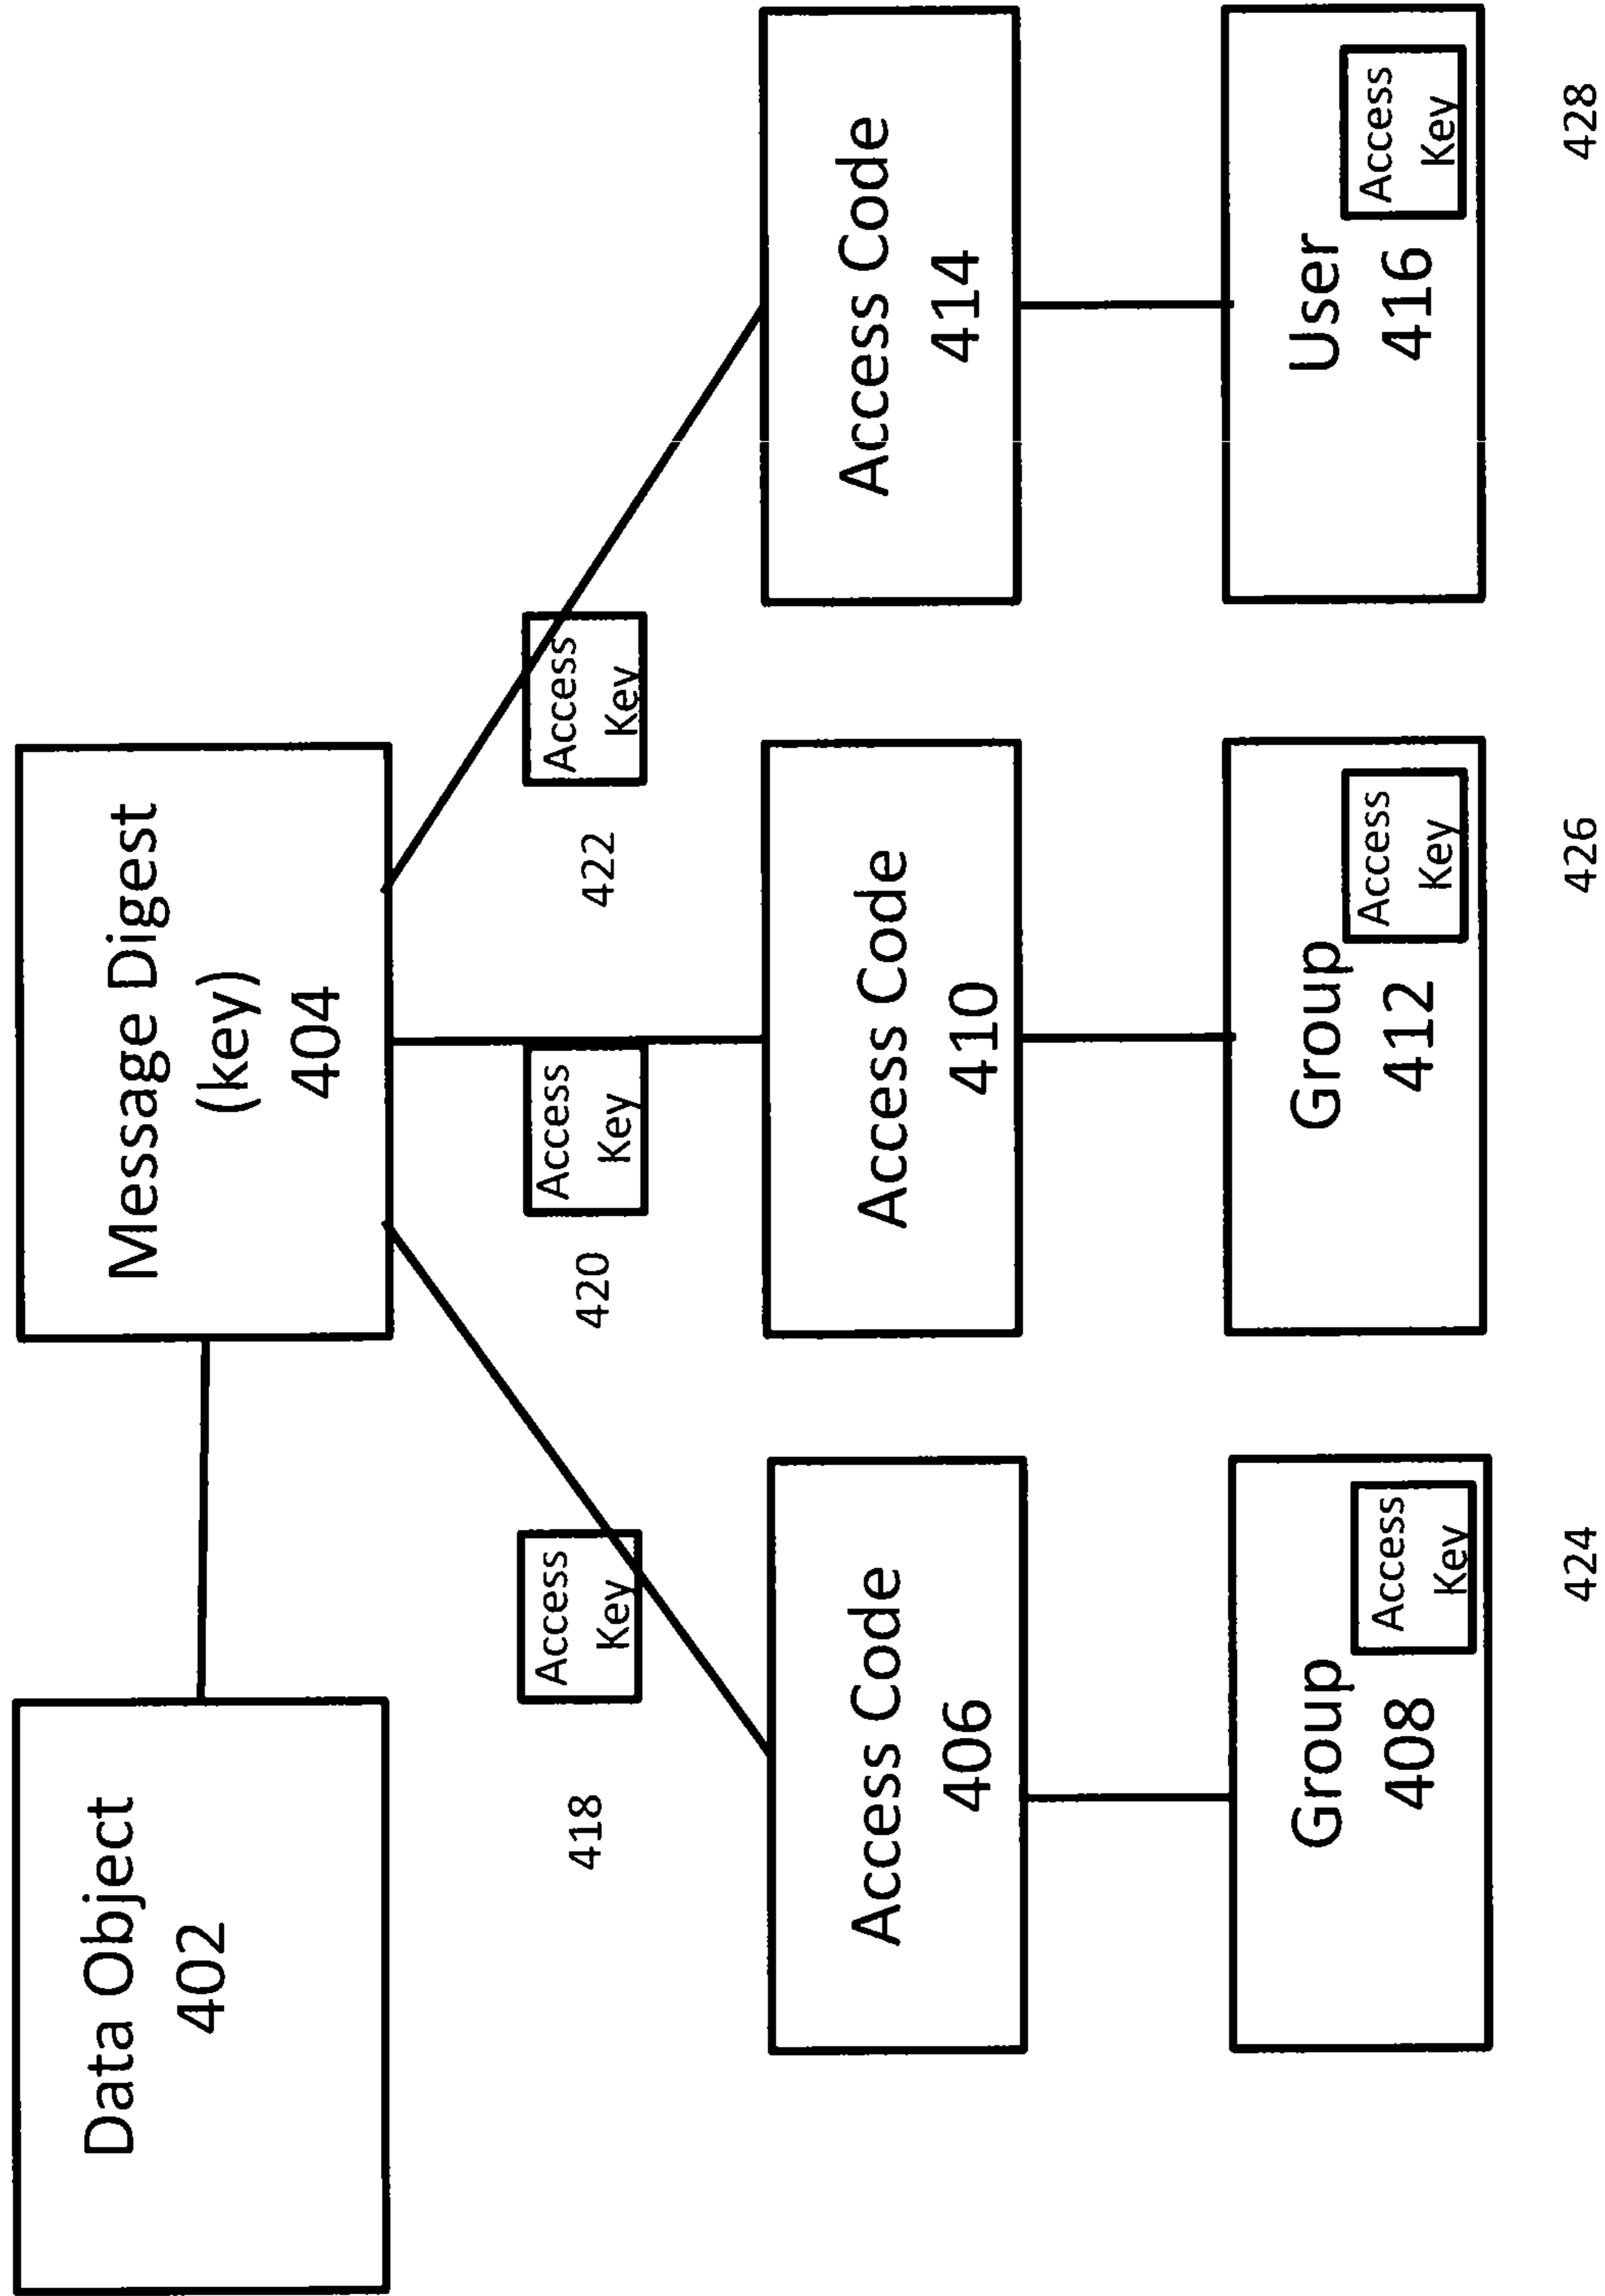 Data Object
402
Message Digest
(key)
404
Access
Key
418
Access
Key
420
Access
Key
422
Access Code
406
Access Code
410
Access Code
414
Group
408
Access
Key
Group
412
Access
Key
User
416
Access
Key
424
426
428